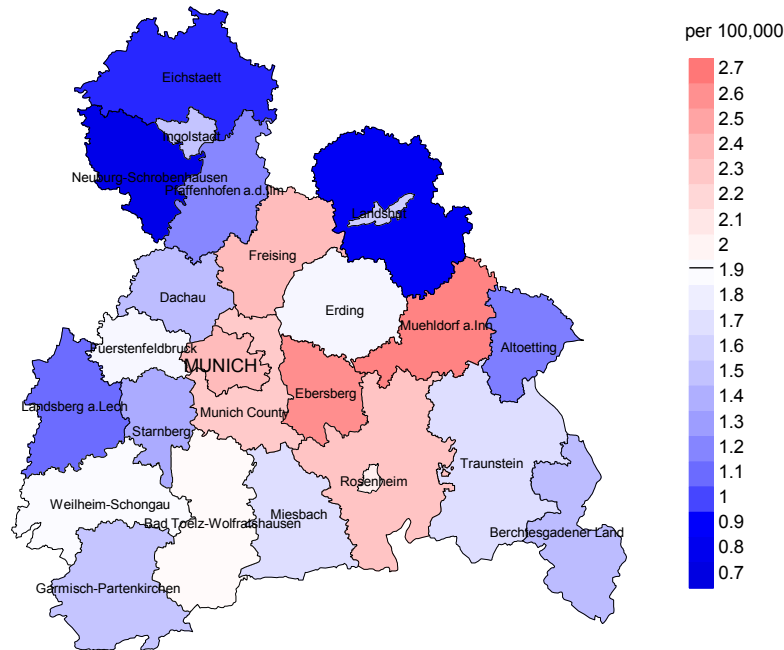 per 100,000
2.7
2.6
2.5
2.4
2.3
2.2
2.1
2
1.9
1.8
1.7
1.6
1.5
1.4
1.3
1.2
1.1
1
0.9
0.8
0.7
Eichstaett
Ingolstadt
Neuburg-Schrobenhausen
Pfaffenhofen a.d.Ilm
Landshut
Freising
Dachau
Erding
Muehldorf a.Inn
Altoetting
Fuerstenfeldbruck
MUNICH
Ebersberg
Landsberg a.Lech
Munich County
Starnberg
Traunstein
Rosenheim
Weilheim-Schongau
Miesbach
Bad Toelz-Wolfratshausen
Berchtesgadener Land
Garmisch-Partenkirchen